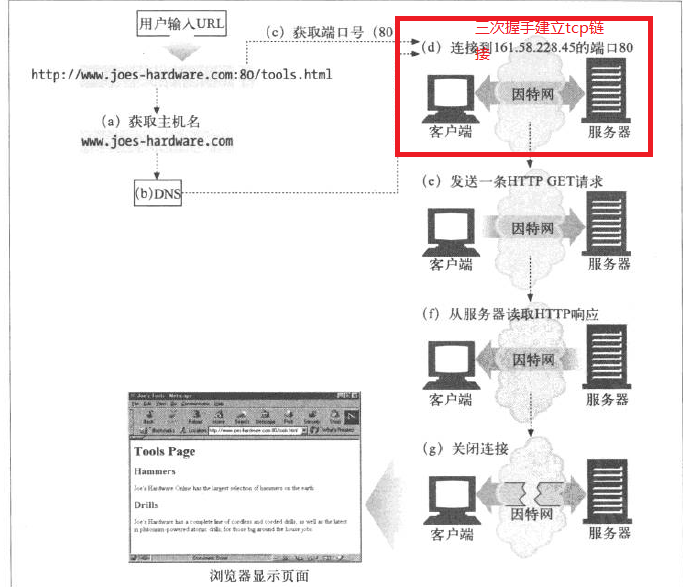 用户输入URL
(c) 获取端口号 (80
三次握手建立tcp链
接
(d) 连接到161.58.228.45的端口80
http://www.joes-hardware.com:80/tools.html
因特网
客户端
服务器
(a) 获取主机名
www.joes-hardware.com
(b)DNS
(e) 发送一条HTTP GET请求
因特网
客户端
服务器
(f) 从服务器读取HTTP响应
因特网
客户端
服务器
Tools Page
Hammers
Joe's Hardware Online has the largest selection of hammers on the earth.
Drills
Joe's Hardware has a complete line of cordless and corded drills, as well as the latest
in plutonium-powered atomic drills, for those big around the house jobs.
浏览器显示页面
(g) 关闭连接
因特网
客户端
服务器